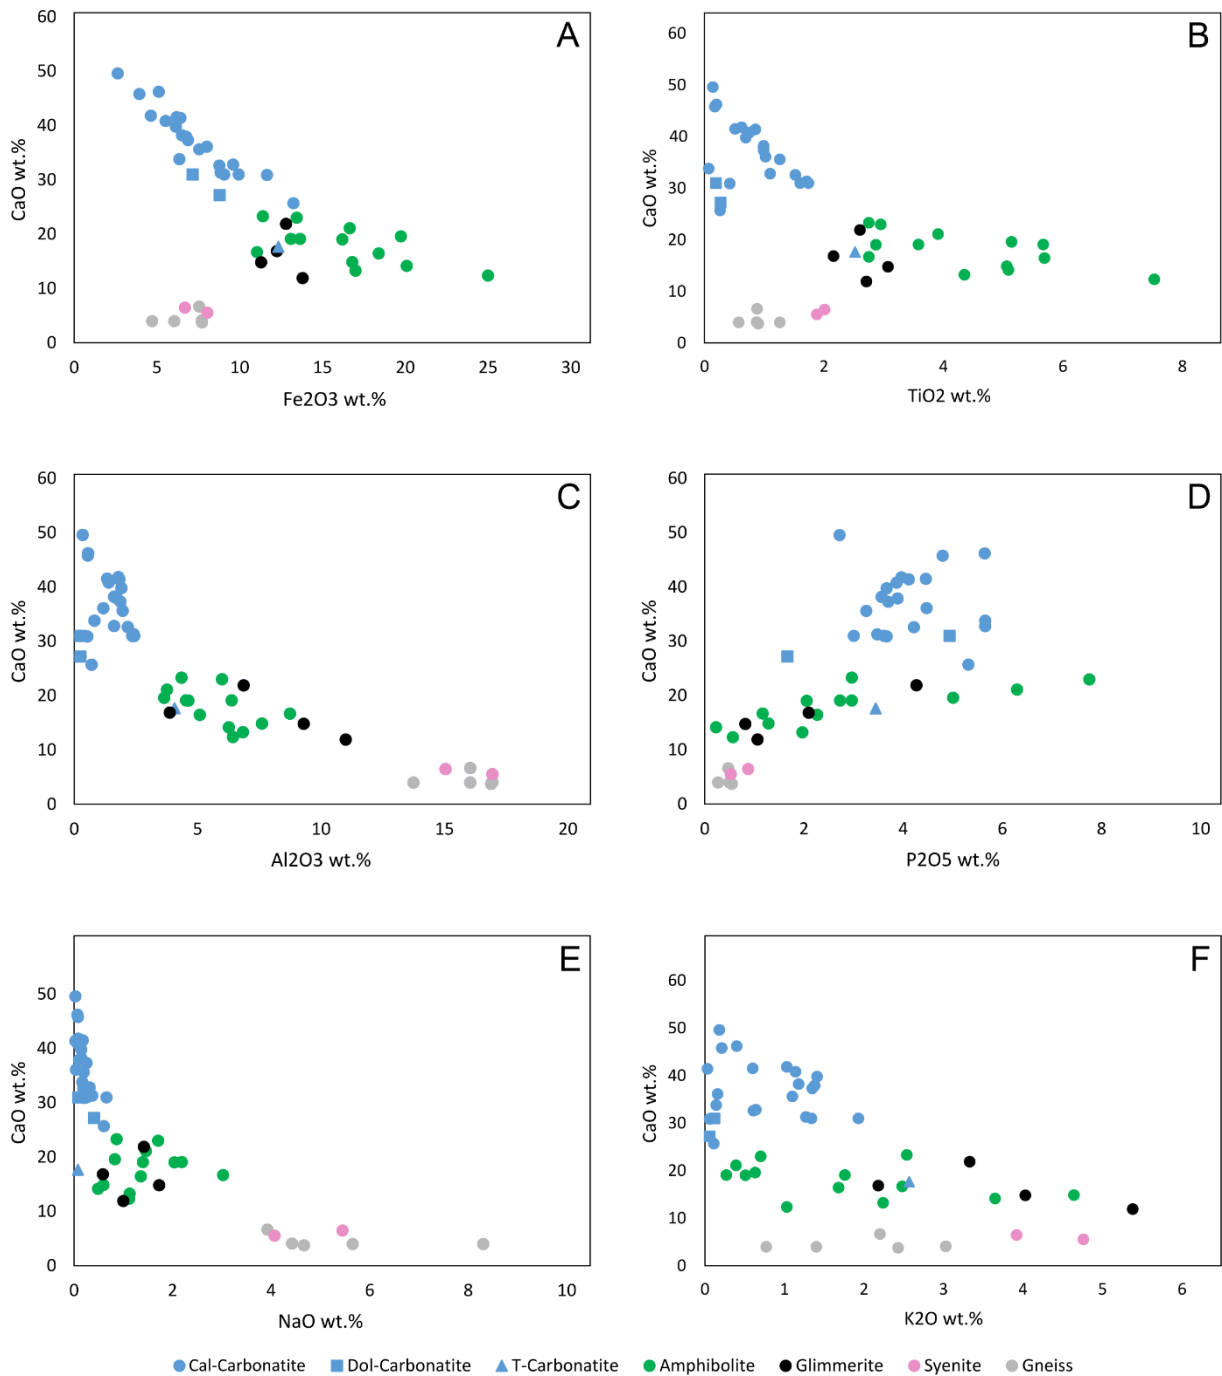 A
60
50
40
30
20
10
0
CaO wt.%
0 5 10 15 20 25 30
Fe2O3 wt.%
B
60
50
40
30
20
10
0
CaO wt.%
0 2 4 6 8
TiO2 wt.%
C
60
50
40
30
20
10
0
CaO wt.%
0 5 10 15 20
Al2O3 wt.%
D
60
50
40
30
20
10
0
CaO wt.%
0 2 4 6 8 10
P2O5 wt.%
E
50
40
30
20
10
0
CaO wt.%
0 2 4 6 8 10
NaO wt.%
F
60
50
40
30
20
10
0
CaO wt.%
0 1 2 3 4 5 6
K2O wt.%
Cal-Carbonatite Dol-Carbonatite T-Carbonatite Amphibolite Glimmerite Syenite Gneiss